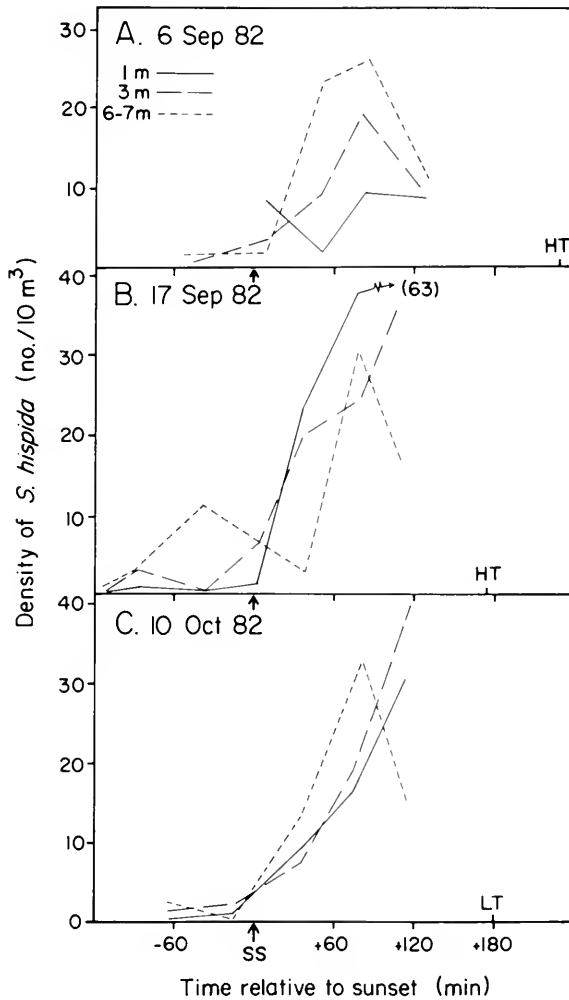 Density of S. hispida (no./10 m³)
30
20
10
A. 6 Sep 82
1 m
3 m
6-7m
HT
40
30
20
10
B. 17 Sep 82
(63)
HT
40
30
20
10
0
C. 10 Oct 82
LT
-60
SS
+60
+120
+180
Time relative to sunset (min)